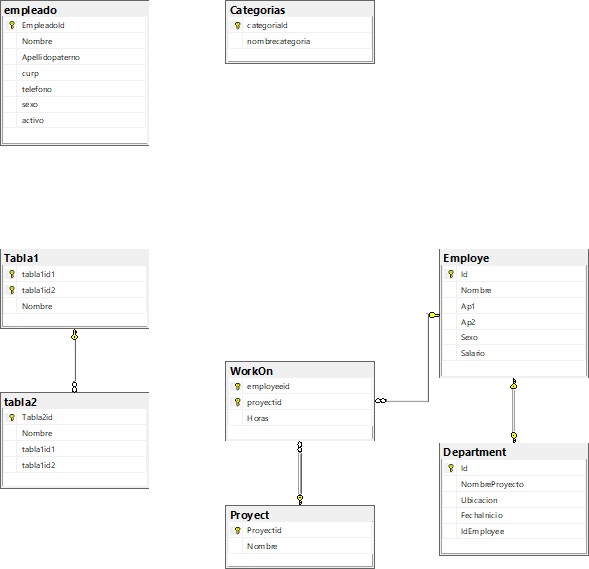 empleado
EmpleadoId
Nombre
Apellidopaterno
curp
telefono
sexo
activo
Categorias
categoriaId
nombrecategoria
Tabla1
tabla1id1
tabla1id2
Nombre
tabla2
Tabla2id
Nombre
tabla1id1
tabla1id2
WorkOn
employeeid
proyectid
Horas
Proyect
Proyectid
Nombre
Employe
Id
Nombre
Ap1
Ap2
Sexo
Salario
Department
Id
NombreProyecto
Ubicacion
FechaInicio
IdEmployee